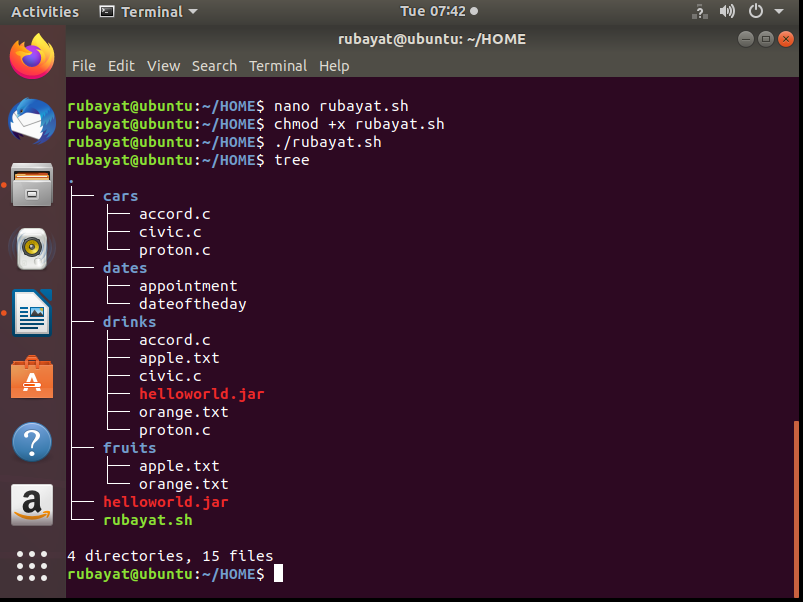 Activities Terminal Tue 07:42
rubayat@ubuntu: ~/HOME
File Edit View Search Terminal Help
rubayat@ubuntu:~/HOME$ nano rubayat.sh
rubayat@ubuntu:~/HOME$ chmod +x rubayat.sh
rubayat@ubuntu:~/HOME$ ./rubayat.sh
rubayat@ubuntu:~/HOME$ tree
.
├── cars
│   ├── accord.c
│   ├── civic.c
│   └── proton.c
├── dates
│   ├── appointment
│   └── dateoftheday
├── drinks
│   ├── accord.c
│   ├── apple.txt
│   ├── civic.c
│   ├── helloworld.jar
│   ├── orange.txt
│   └── proton.c
├── fruits
│   ├── apple.txt
│   └── orange.txt
├── helloworld.jar
└── rubayat.sh
4 directories, 15 files
rubayat@ubuntu:~/HOME$